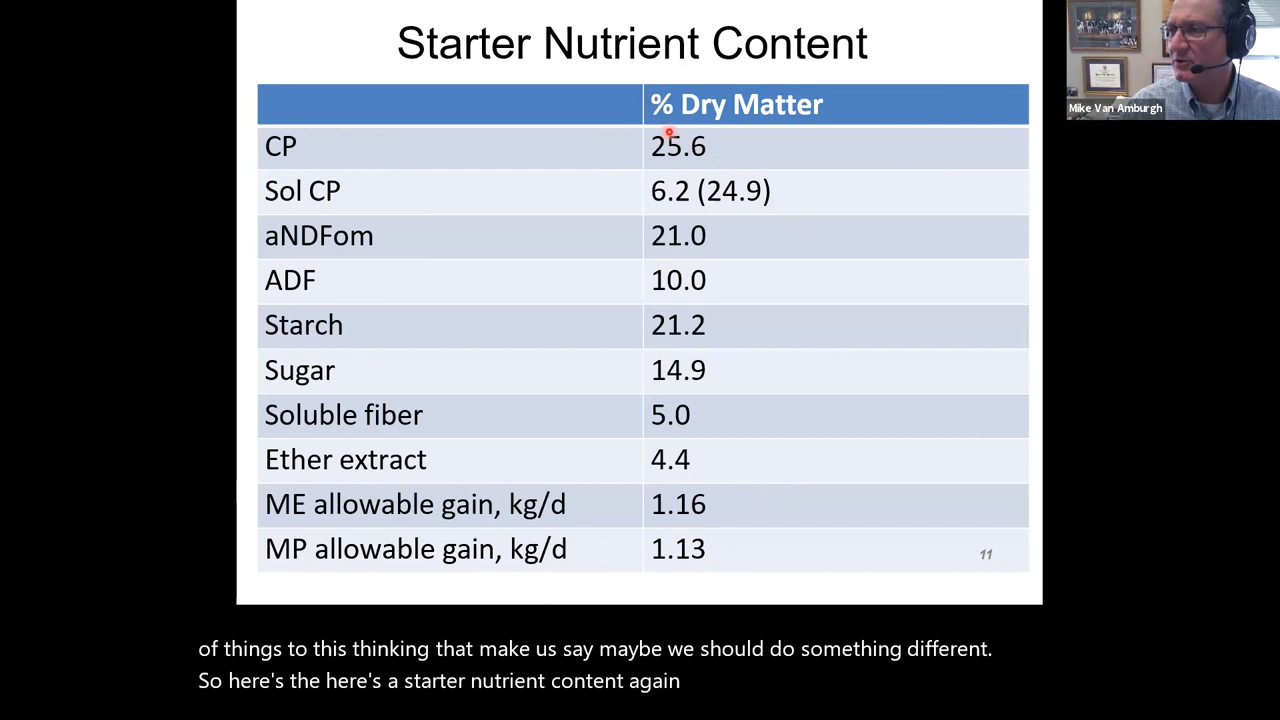 Starter Nutrient Content
% Dry Matter
CP 25.6
Sol CP 6.2 (24.9)
aNDFom 21.0
ADF 10.0
Starch 21.2
Sugar 14.9
Soluble fiber 5.0
Ether extract 4.4
ME allowable gain, kg/d 1.16
MP allowable gain, kg/d 1.13
11
Mike Van Amburgh
of things to this thinking that make us say maybe we should do something different.
So here's the here's a starter nutrient content again